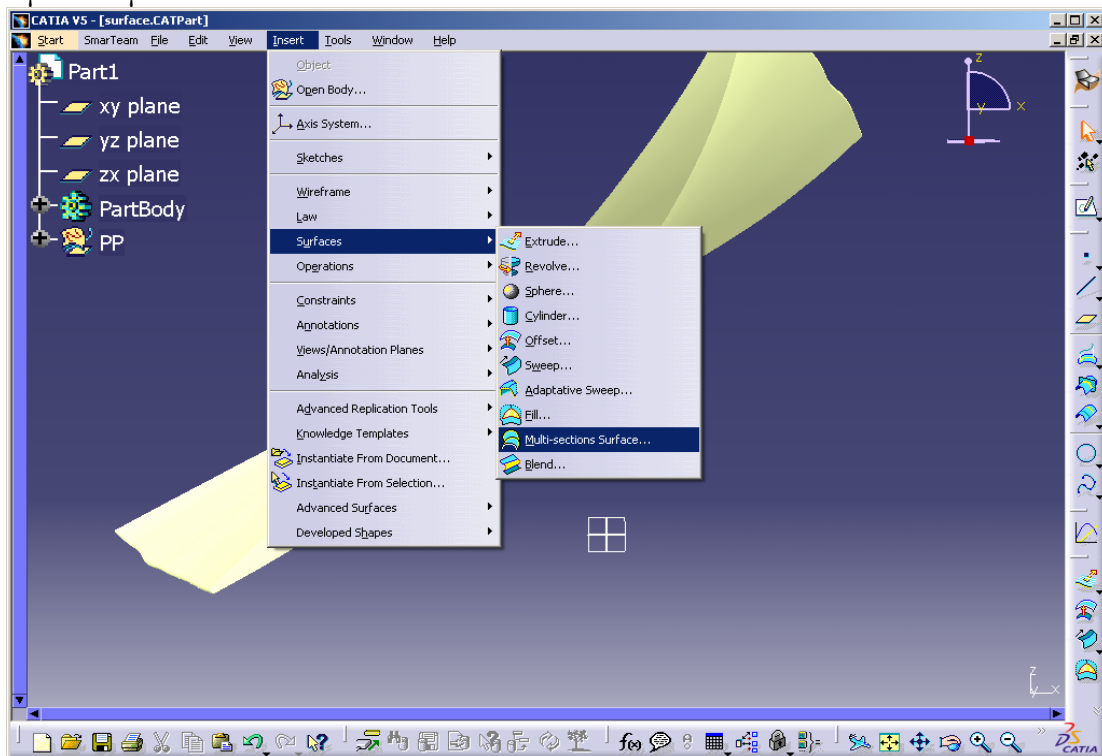 CATIA V5 - [surface.CATPart]
Start SmarTeam File Edit View Insert Tools Window Help
Part1
xy plane
yz plane
zx plane
PartBody
PP
Object
Open Body...
Axis System...
Sketches
Wireframe
Law
Surfaces
Operations
Constraints
Annotations
Views/Annotation Planes
Analysis
Advanced Replication Tools
Knowledge Templates
Instantiate From Document...
Instantiate From Selection...
Advanced Surfaces
Developed Shapes
Extrude...
Revolve...
Sphere...
Cylinder...
Offset...
Sweep...
Adaptative Sweep...
Fill...
Multi-sections Surface...
Blend...
z
y x
z
y x
f(x)
CATIA